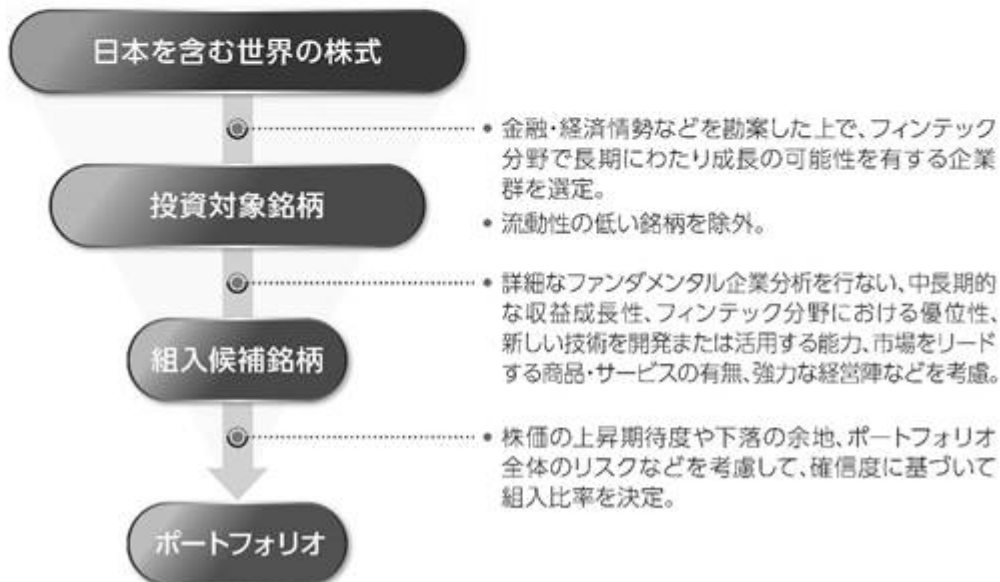 日本を含む世界の株式
• 金融・経済情勢などを勘案した上で、フィンテック
分野で長期にわたり成長の可能性を有する企業
群を選定。
投資対象銘柄
• 流動性の低い銘柄を除外。
• 詳細なファンダメンタル企業分析を行ない、中長期的
な収益成長性、フィンテック分野における優位性、
新しい技術を開発または活用する能力、市場をリード
する商品・サービスの有無、強力な経営陣などを考慮。
組入候補銘柄
• 株価の上昇期待度や下落の余地、ポートフォリオ
全体のリスクなどを考慮して、確信度に基づいて
組入比率を決定。
ポートフォリオ